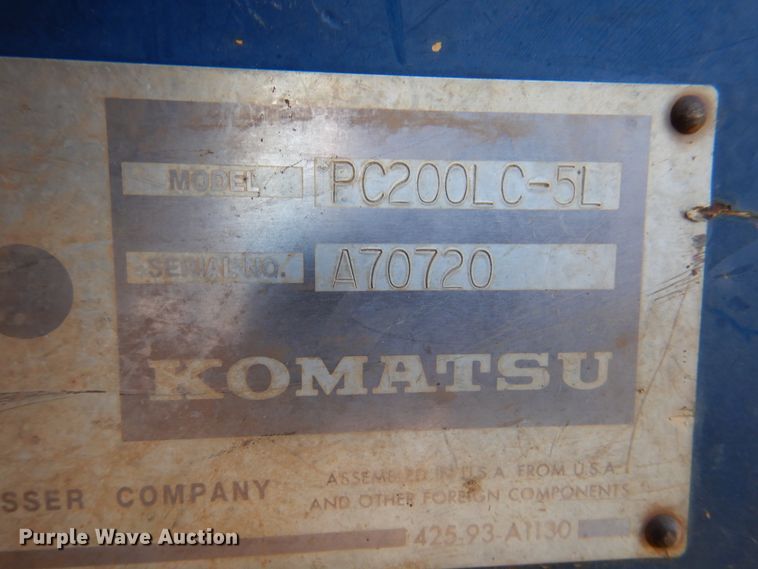 MODEL PC200LC-5L
SERIAL NO. A70720
KOMATSU
SSER COMPANY
ASSEMBLED IN U.S.A. FROM U.S.A.
AND OTHER FOREIGN COMPONENTS
425-93-A1130
Purple Wave Auction